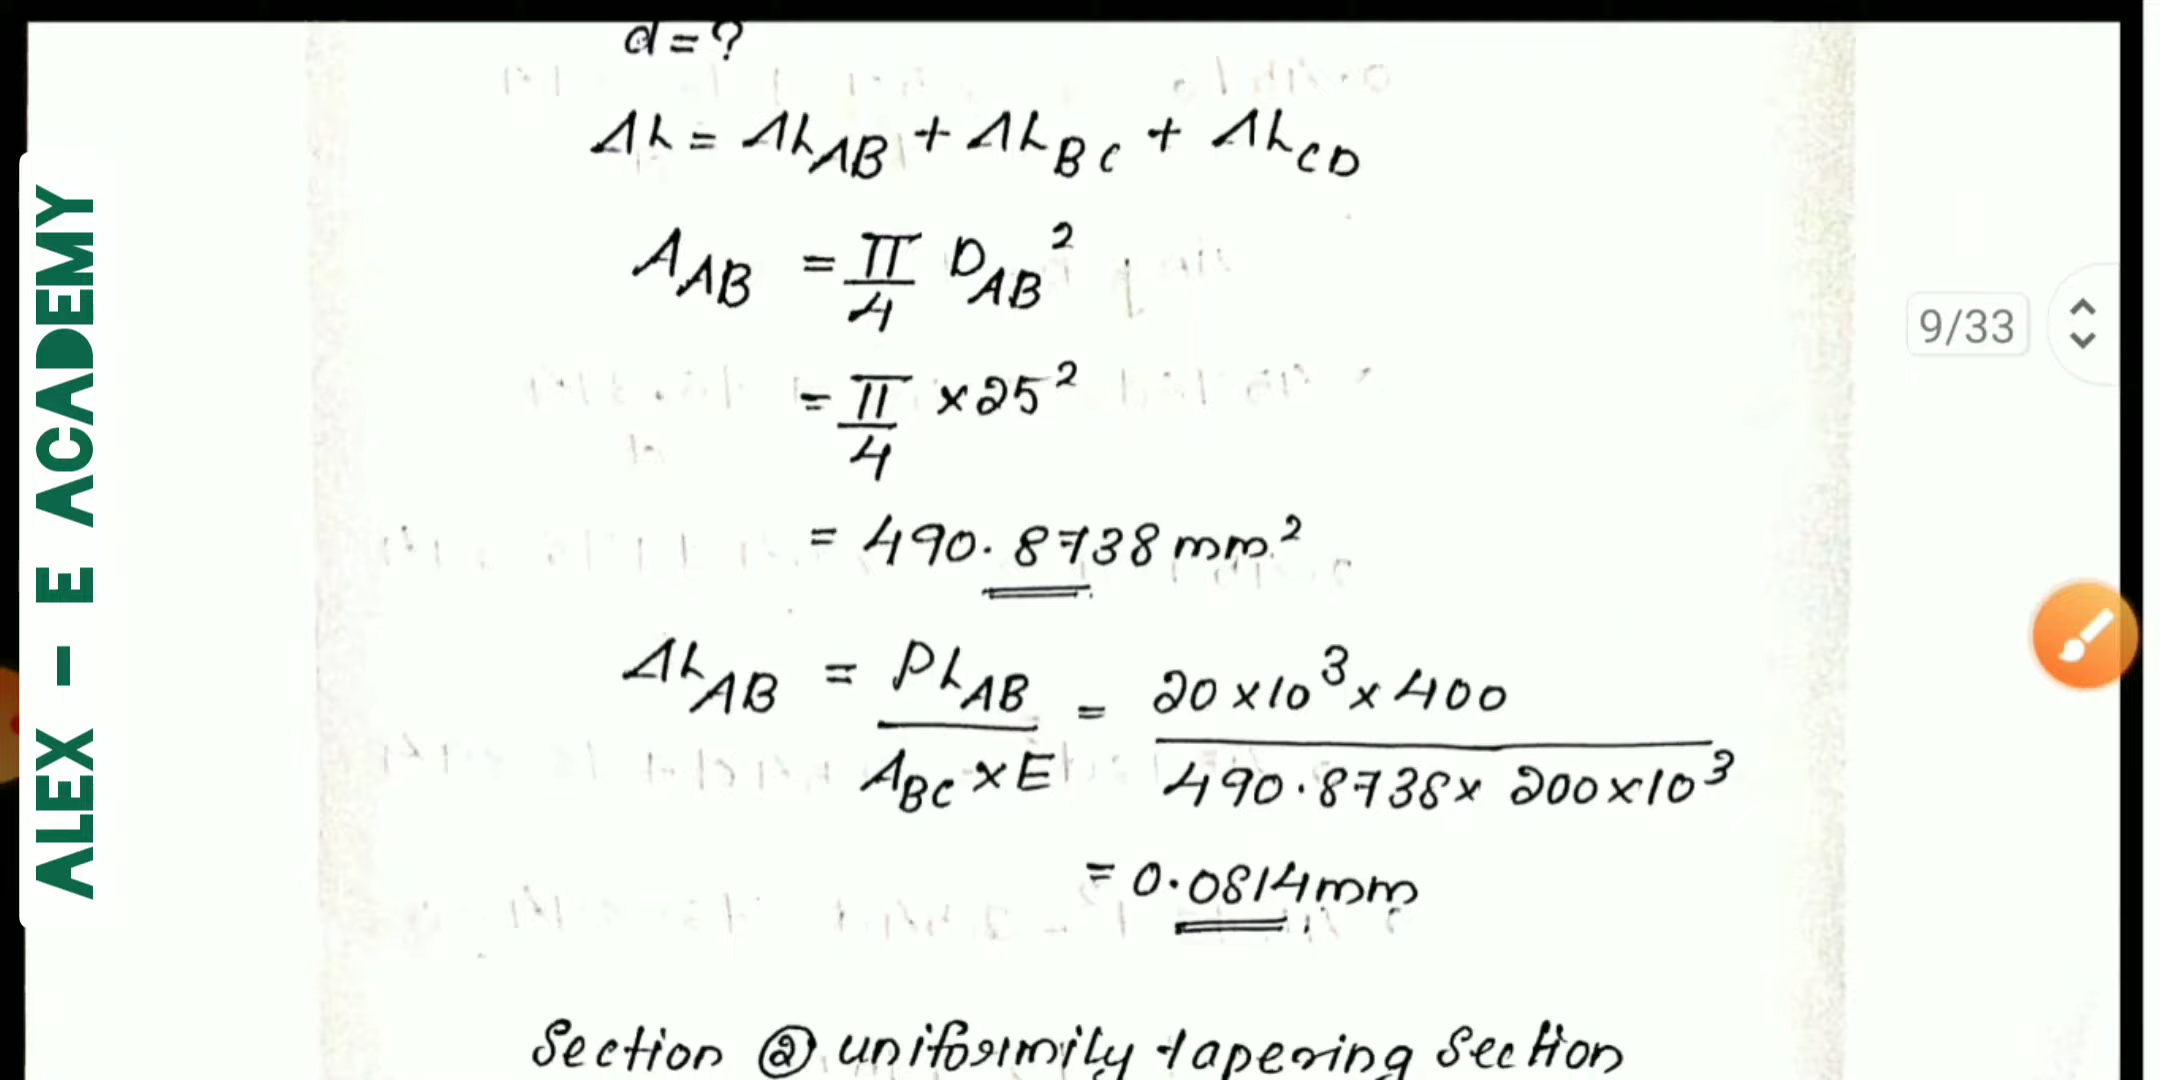 ALEX - E ACADEMY
d = ?
ΔL = ΔL_AB + ΔL_BC + ΔL_CD
A_AB = π/4 D_AB²
= π/4 × 25²
= 490.8738 mm²
ΔL_AB = PL_AB / A_BC × E = 20 × 10³ × 400 / 490.8738 × 200 × 10³
= 0.0814 mm
Section ② uniformity tapering Section
9/33